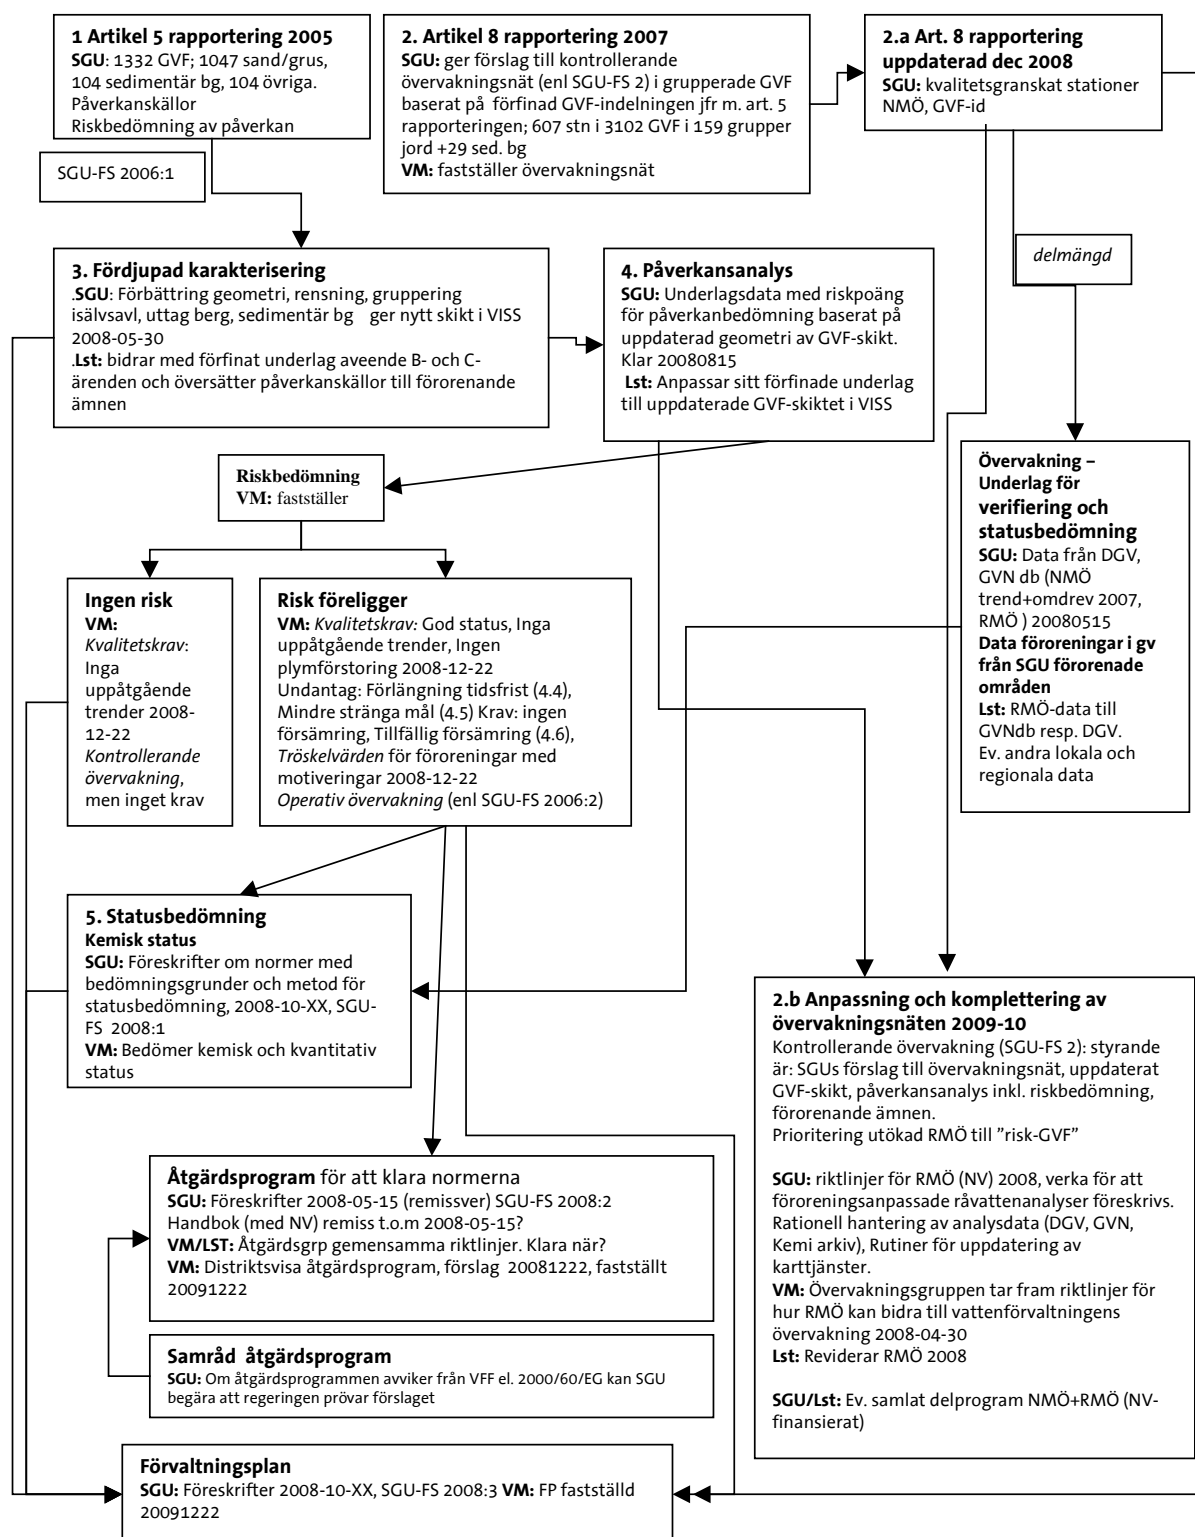 1 Artikel 5 rapportering 2005
SGU: 1332 GVF; 1047 sand/grus,
104 sedimentär bg, 104 övriga.
Påverkanskällor
Riskbedömning av påverkan
2. Artikel 8 rapportering 2007
SGU: ger förslag till kontrollerande
övervakningsnät (enl SGU-FS 2) i grupperade GVF
baserat på förfinad GVF-indelningen jfr m. art. 5
rapporteringen; 607 stn i 3102 GVF i 159 grupper
jord +29 sed. bg
VM: fastställer övervakningsnät
2.a Art. 8 rapportering
uppdaterad dec 2008
SGU: kvalitetsgranskat stationer
NMÖ, GVF-id
SGU-FS 2006:1
delmängd
3. Fördjupad karakterisering
.SGU: Förbättring geometri, rensning, gruppering
isälvsavl, uttag berg, sedimentär bg ger nytt skikt i VISS
2008-05-30
.Lst: bidrar med förfinat underlag aveende B- och C-
ärenden och översätter påverkanskällor till förorenande
ämnen
4. Påverkansanalys
SGU: Underlagsdata med riskpoäng
för påverkanbedömning baserat på
uppdaterad geometri av GVF-skikt.
Klar 20080815
Lst: Anpassar sitt förfinade underlag
till uppdaterade GVF-skiktet i VISS
Riskbedömning
VM: fastställer
Övervakning –
Underlag för
verifiering och
statusbedömning
SGU: Data från DGV,
GVN db (NMÖ
trend+omdrev 2007,
RMÖ ) 20080515
Data föroreningar i gv
från SGU förorenade
områden
Lst: RMÖ-data till
GVNdb resp. DGV.
Ev. andra lokala och
regionala data
Ingen risk
VM:
Kvalitetskrav:
Inga
uppåtgående
trender 2008-
12-22
Kontrollerande
övervakning,
men inget krav
Risk föreligger
VM: Kvalitetskrav: God status, Inga
uppåtgående trender, Ingen
plymförstoring 2008-12-22
Undantag: Förlängning tidsfrist (4.4),
Mindre stränga mål (4.5) Krav: ingen
försämring, Tillfällig försämring (4.6),
Tröskelvärden för föroreningar med
motiveringar 2008-12-22
Operativ övervakning (enl SGU-FS 2006:2)
5. Statusbedömning
Kemisk status
SGU: Föreskrifter om normer med
bedömningsgrunder och metod för
statusbedömning, 2008-10-XX, SGU-
FS 2008:1
VM: Bedömer kemisk och kvantitativ
status
2.b Anpassning och komplettering av
övervakningsnäten 2009-10
Kontrollerande övervakning (SGU-FS 2): styrande
är: SGUs förslag till övervakningsnät, uppdaterat
GVF-skikt, påverkansanalys inkl. riskbedömning,
förorenande ämnen.
Prioritering utökad RMÖ till ”risk-GVF”
SGU: riktlinjer för RMÖ (NV) 2008, verka för att
föroreningsanpassade råvattenanalyser föreskrivs.
Rationell hantering av analysdata (DGV, GVN,
Kemi arkiv), Rutiner för uppdatering av
karttjänster.
VM: Övervakningsgruppen tar fram riktlinjer för
hur RMÖ kan bidra till vattenförvaltningens
övervakning 2008-04-30
Lst: Reviderar RMÖ 2008
SGU/Lst: Ev. samlat delprogram NMÖ+RMÖ (NV-
finansierat)
Åtgärdsprogram för att klara normerna
SGU: Föreskrifter 2008-05-15 (remissver) SGU-FS 2008:2
Handbok (med NV) remiss t.o.m 2008-05-15?
VM/LST: Åtgärdsgrp gemensamma riktlinjer. Klara när?
VM: Distriktsvisa åtgärdsprogram, förslag 20081222, fastställt
20091222
Samråd åtgärdsprogram
SGU: Om åtgärdsprogrammen avviker från VFF el. 2000/60/EG kan SGU
begära att regeringen prövar förslaget
Förvaltningsplan
SGU: Föreskrifter 2008-10-XX, SGU-FS 2008:3 VM: FP fastställd
20091222